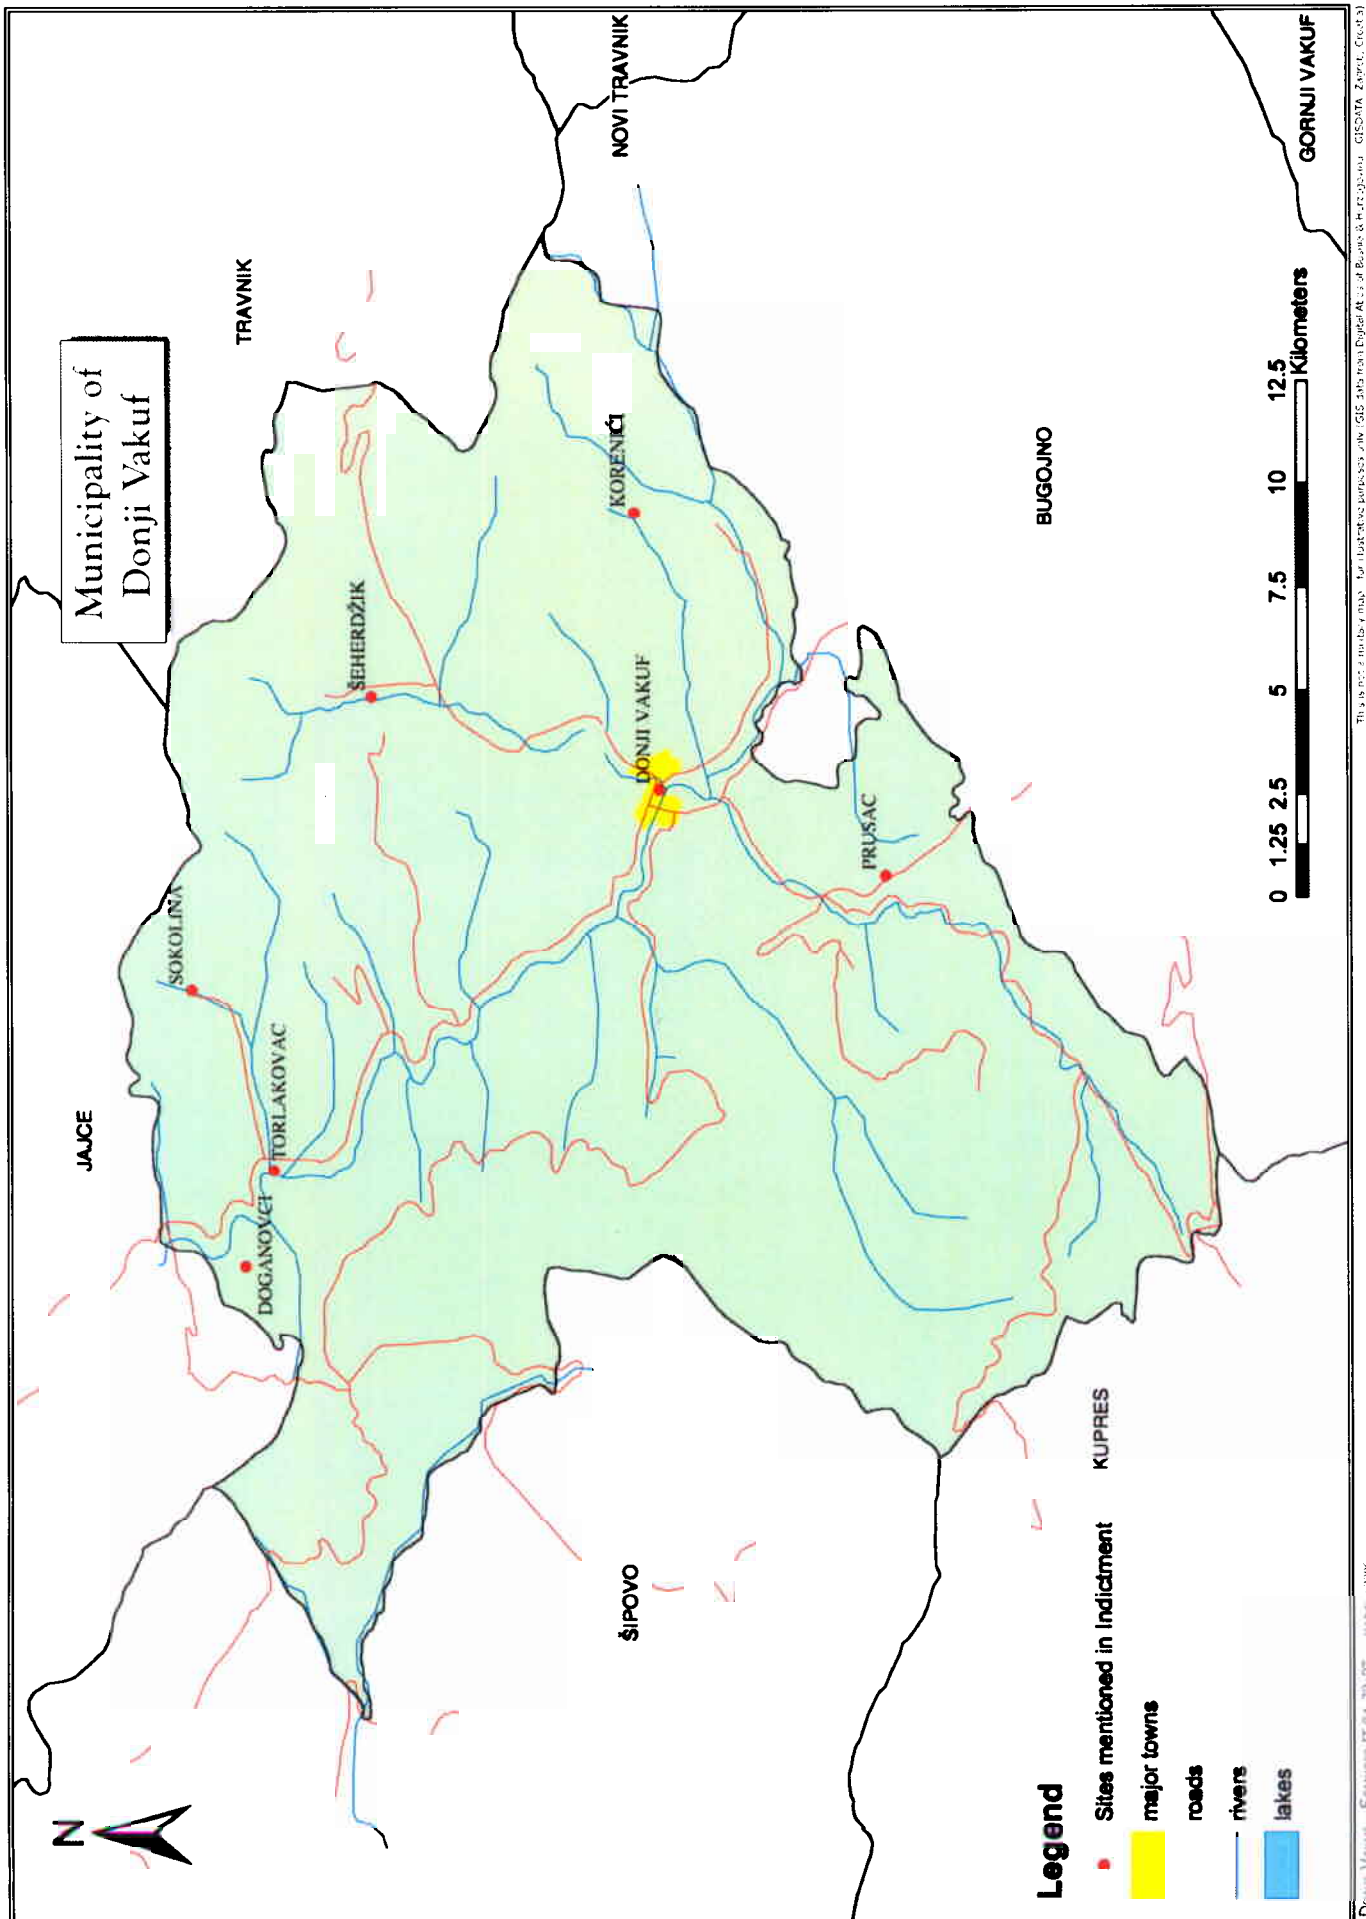 N
Municipality of
Donji Vakuf
JAJCE
TRAVNIK
NOVI TRAVNIK
SOKOLINA
DOGANOVCI
TORLAKOVAC
ŠEHERDŽIK
KORENIĆI
DONJI VAKUF
PRUSAC
ŠIPOVO
KUPRES
BUGOJNO
GORNJI VAKUF
Legend
Sites mentioned in Indictment
major towns
roads
rivers
lakes
0 1.25 2.5 5 7.5 10 12.5
Kilometers